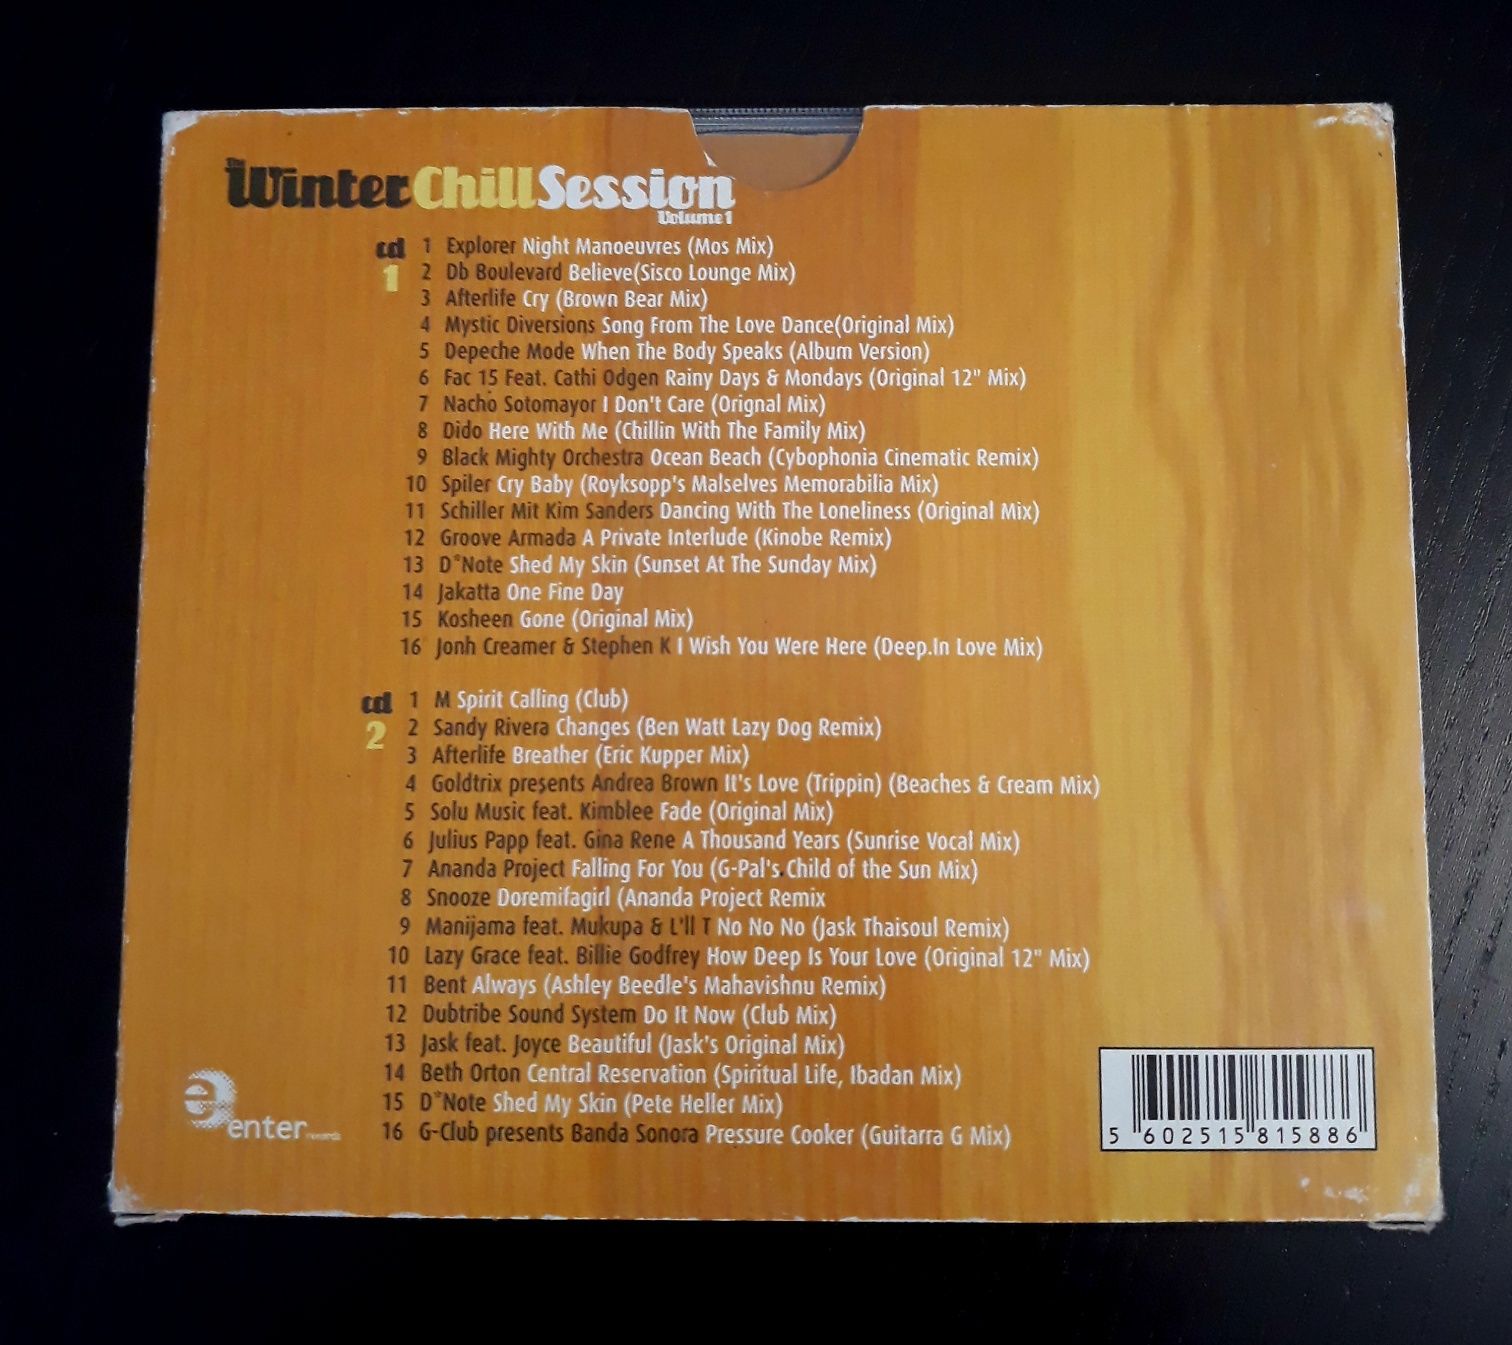 The
Winter Chill Session
Volume 1
cd 1
1 Explorer Night Manoeuvres (Mos Mix)
2 Db Boulevard Believe(Sisco Lounge Mix)
3 Afterlife Cry (Brown Bear Mix)
4 Mystic Diversions Song From The Love Dance(Original Mix)
5 Depeche Mode When The Body Speaks (Album Version)
6 Fac 15 Feat. Cathi Odgen Rainy Days & Mondays (Original 12" Mix)
7 Nacho Sotomayor I Don't Care (Orignal Mix)
8 Dido Here With Me (Chillin With The Family Mix)
9 Black Mighty Orchestra Ocean Beach (Cybophonia Cinematic Remix)
10 Spiler Cry Baby (Royksopp's Malselves Memorabilia Mix)
11 Schiller Mit Kim Sanders Dancing With The Loneliness (Original Mix)
12 Groove Armada A Private Interlude (Kinobe Remix)
13 D*Note Shed My Skin (Sunset At The Sunday Mix)
14 Jakatta One Fine Day
15 Kosheen Gone (Original Mix)
16 Jonh Creamer & Stephen K I Wish You Were Here (Deep.In Love Mix)
cd 2
1 M Spirit Calling (Club)
2 Sandy Rivera Changes (Ben Watt Lazy Dog Remix)
3 Afterlife Breather (Eric Kupper Mix)
4 Goldtrix presents Andrea Brown It's Love (Trippin) (Beaches & Cream Mix)
5 Solu Music feat. Kimblee Fade (Original Mix)
6 Julius Papp feat. Gina Rene A Thousand Years (Sunrise Vocal Mix)
7 Ananda Project Falling For You (G-Pal's.Child of the Sun Mix)
8 Snooze Doremifagirl (Ananda Project Remix
9 Manijama feat. Mukupa & L'll T No No No (Jask Thaisoul Remix)
10 Lazy Grace feat. Billie Godfrey How Deep Is Your Love (Original 12" Mix)
11 Bent Always (Ashley Beedle's Mahavishnu Remix)
12 Dubtribe Sound System Do It Now (Club Mix)
13 Jask feat. Joyce Beautiful (Jask's Original Mix)
14 Beth Orton Central Reservation (Spiritual Life, Ibadan Mix)
15 D*Note Shed My Skin (Pete Heller Mix)
16 G-Club presents Banda Sonora Pressure Cooker (Guitarra G Mix)
enter records
5 602515 815886